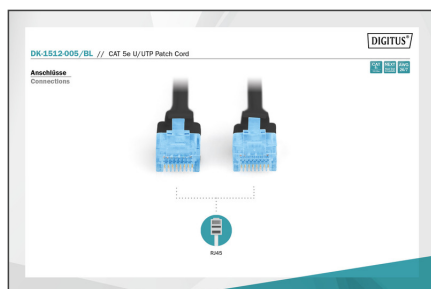 DIGITUS®
DK-1512-005/BL // CAT 5e U/UTP Patch Cord
Anschlüsse
Connections
RJ45